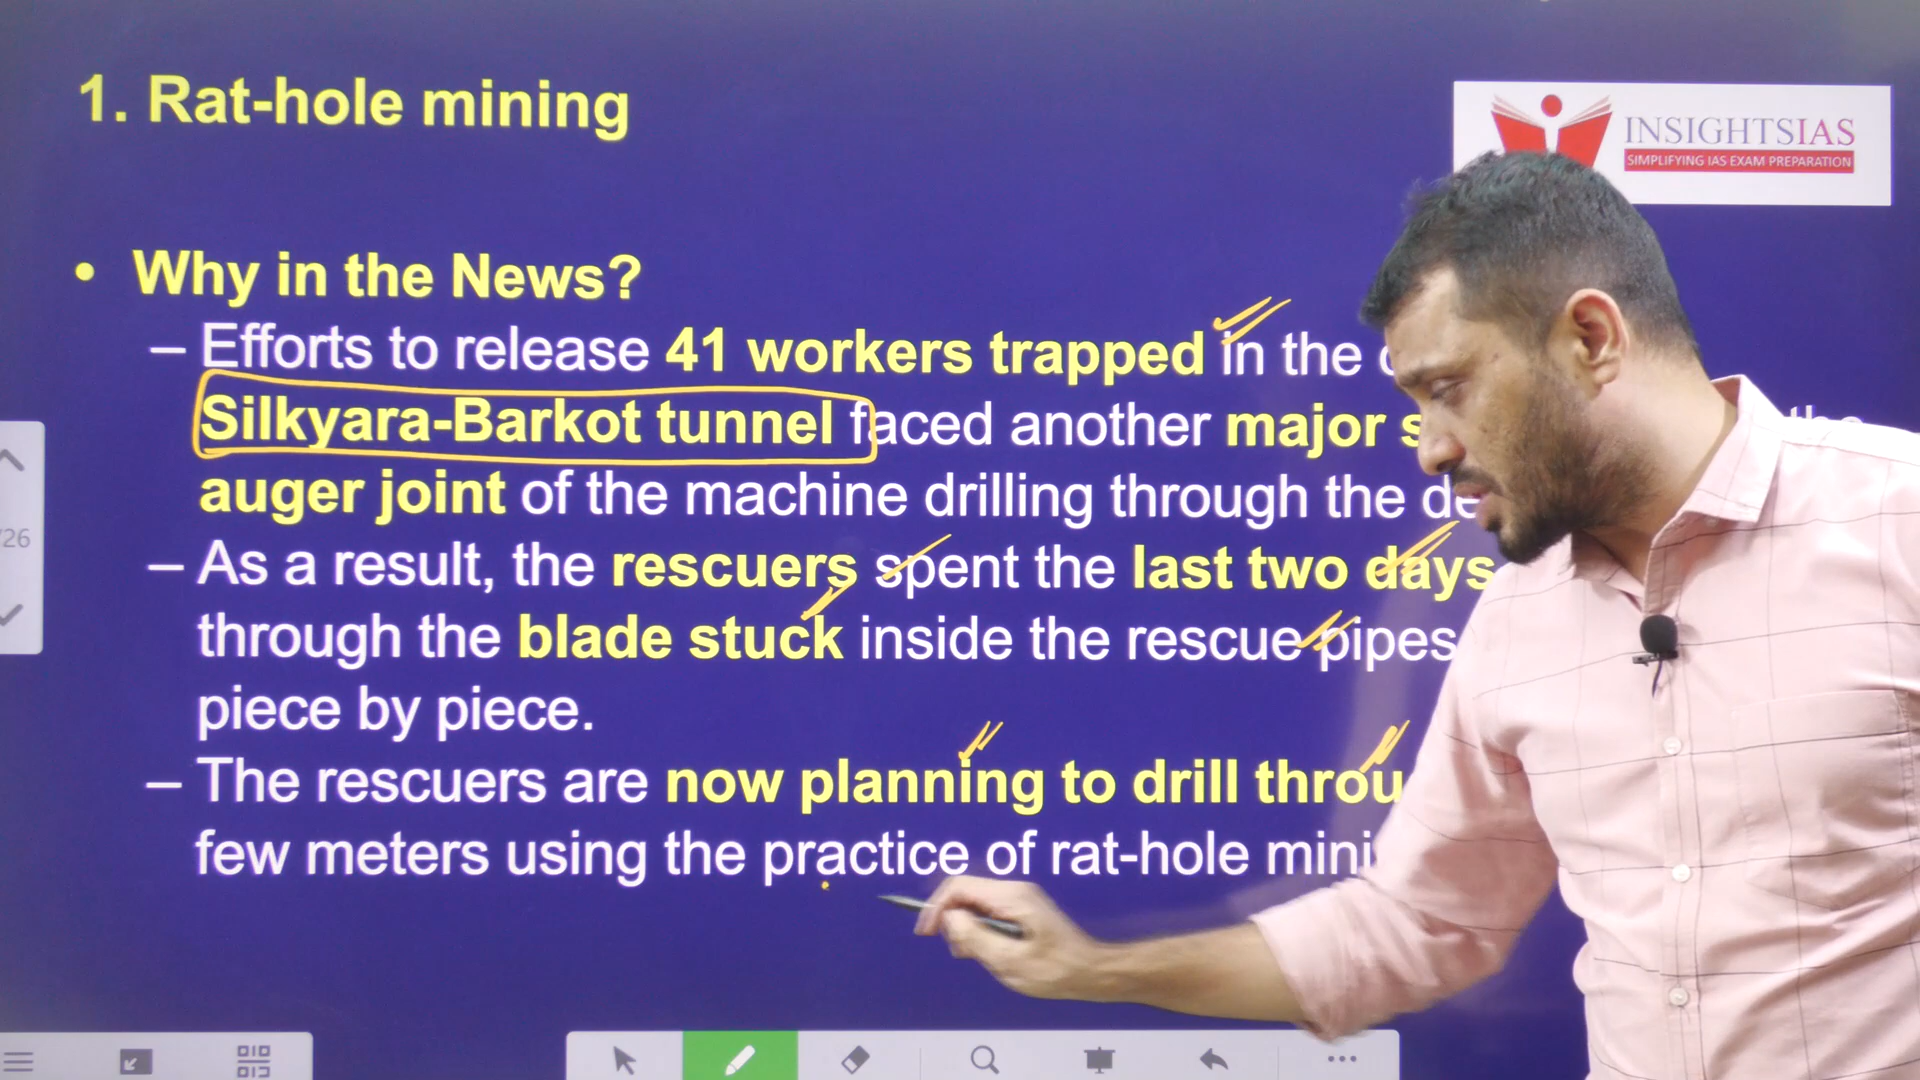 1. Rat-hole mining
INSIGHTSIAS
SIMPLIFYING IAS EXAM PREPARATION
• Why in the News?
– Efforts to release 41 workers trapped in the
Silkyara-Barkot tunnel faced another major
auger joint of the machine drilling through the
– As a result, the rescuers spent the last two days
through the blade stuck inside the rescue pipes
piece by piece.
– The rescuers are now planning to drill
few meters using the practice of rat-hole
/26